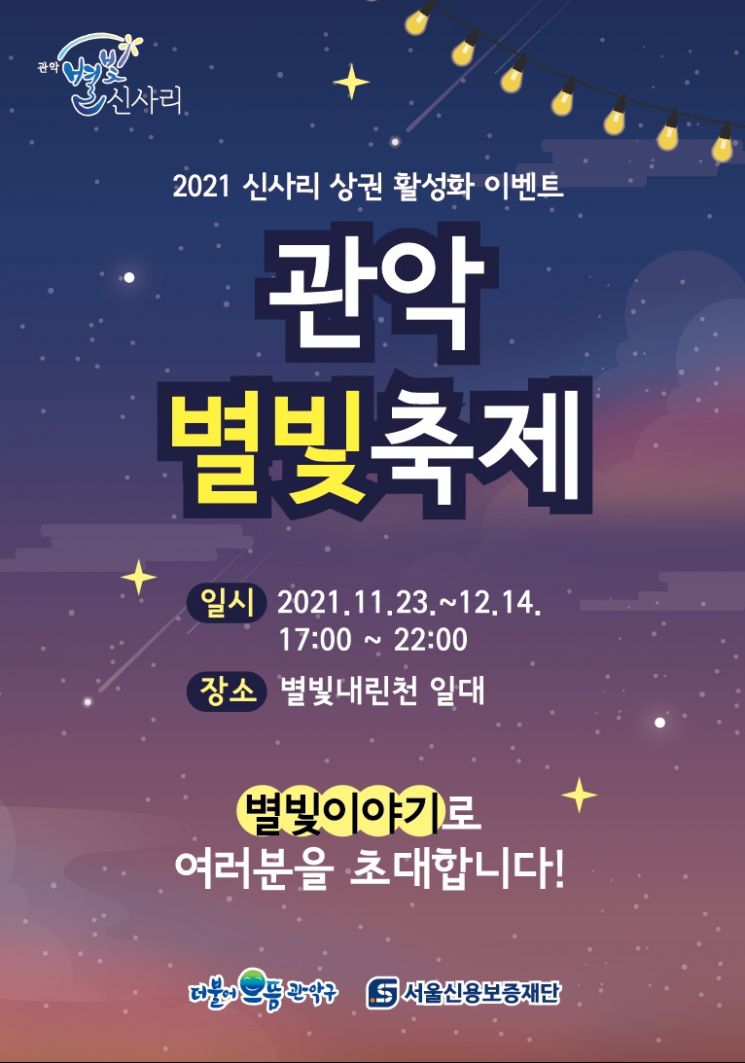 관악 별빛
신사리
2021 신사리 상권 활성화 이벤트
관악
별빛축제
일시 2021.11.23.~12.14.
17:00 ~ 22:00
장소 별빛내린천 일대
별빛이야기로
여러분을 초대합니다!
더불어 으뜸 관악구 서울신용보증재단